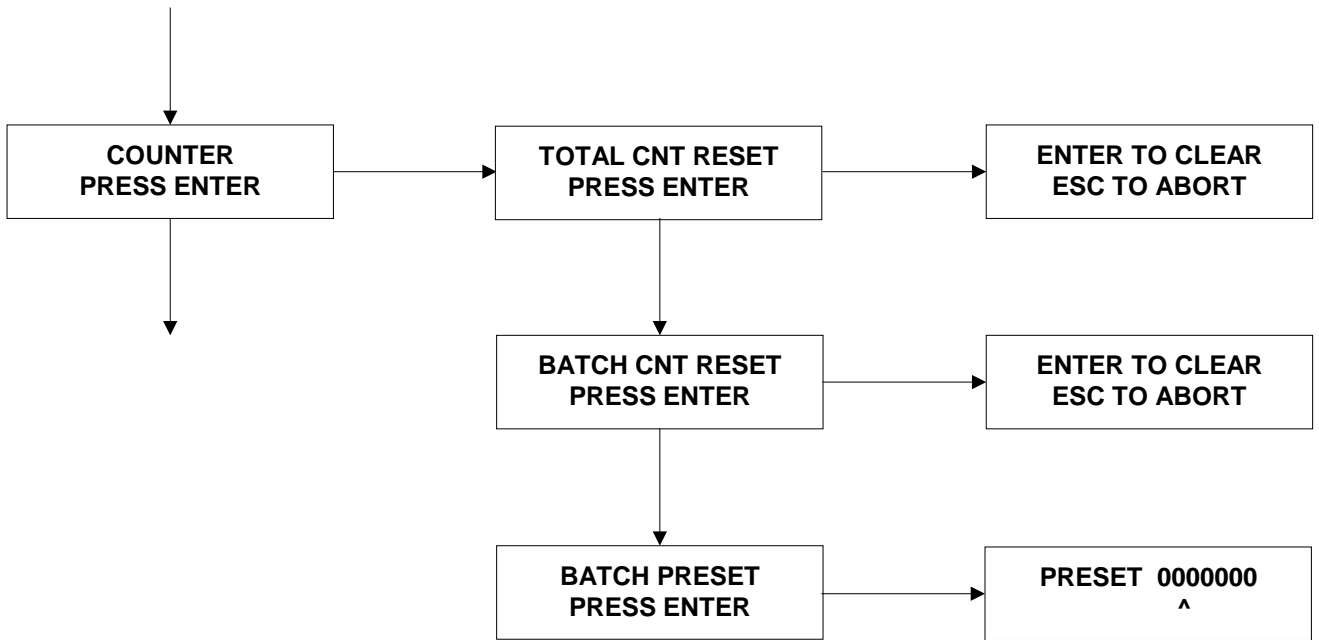 COUNTER
PRESS ENTER
TOTAL CNT RESET
PRESS ENTER
ENTER TO CLEAR
ESC TO ABORT
BATCH CNT RESET
PRESS ENTER
ENTER TO CLEAR
ESC TO ABORT
BATCH PRESET
PRESS ENTER
PRESET 0000000
^